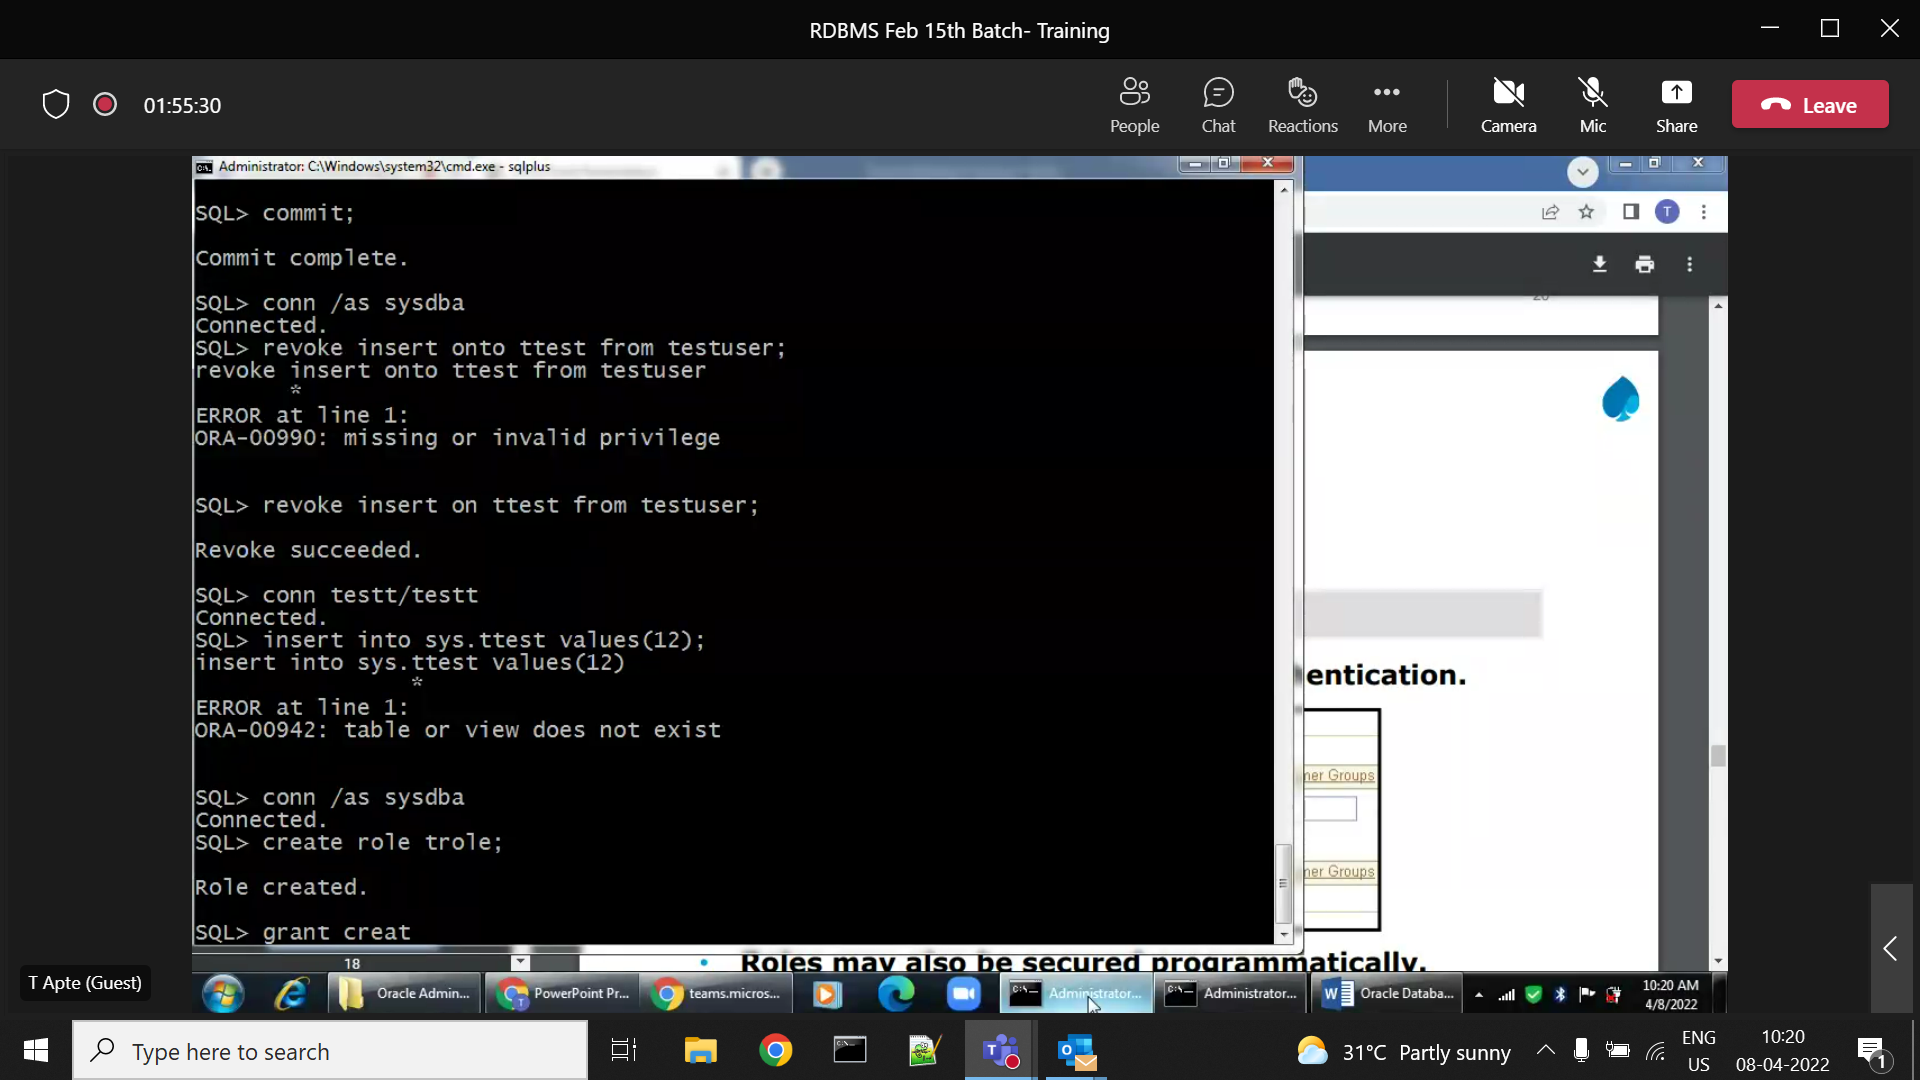 RDBMS Feb 15th Batch- Training
01:55:30
People
Chat
Reactions
More
Camera
Mic
Share
Leave
Administrator: C:\Windows\system32\cmd.exe - sqlplus
SQL> commit;
Commit complete.
SQL> conn /as sysdba
Connected.
SQL> revoke insert onto ttest from testuser;
revoke insert onto ttest from testuser
*
ERROR at line 1:
ORA-00990: missing or invalid privilege
SQL> revoke insert on ttest from testuser;
Revoke succeeded.
SQL> conn testt/testt
Connected.
SQL> insert into sys.ttest values(12);
insert into sys.ttest values(12)
*
ERROR at line 1:
ORA-00942: table or view does not exist
SQL> conn /as sysdba
Connected.
SQL> create role trole;
Role created.
SQL> grant creat
T
entication.
mer Groups
mer Groups
18
• Roles may also be secured programmatically.
T Apte (Guest)
Oracle Admin...
PowerPoint Pr...
teams.micros...
Administrator...
Administrator...
Oracle Databa...
10:20 AM
4/8/2022
Type here to search
31°C Partly sunny
ENG
US
10:20
08-04-2022
1